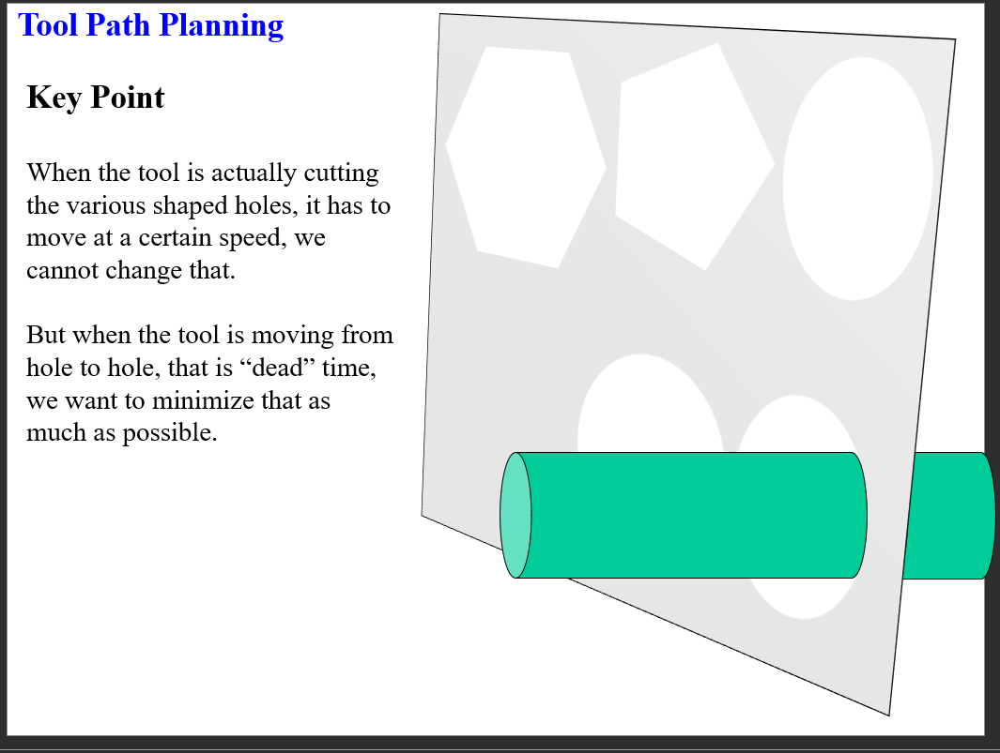 Tool Path Planning
Key Point
When the tool is actually cutting
the various shaped holes, it has to
move at a certain speed, we
cannot change that.
But when the tool is moving from
hole to hole, that is “dead” time,
we want to minimize that as
much as possible.